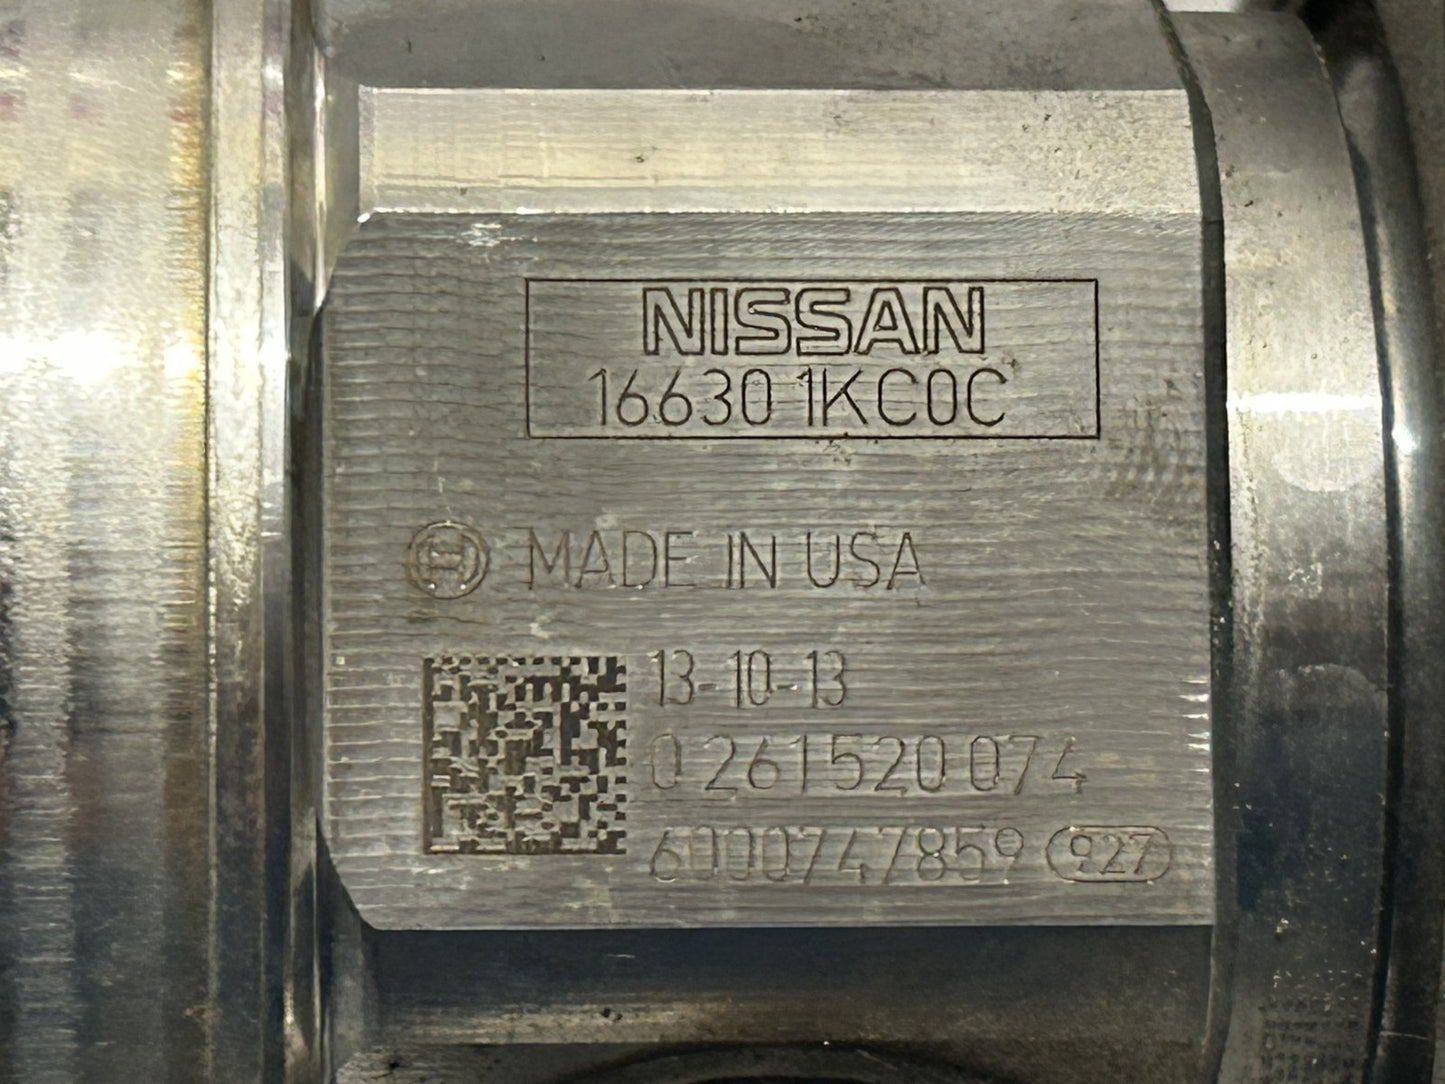 NISSAN
16630 1KC0C
MADE IN USA
13-10-13
0 261 520 074
6000747859 927